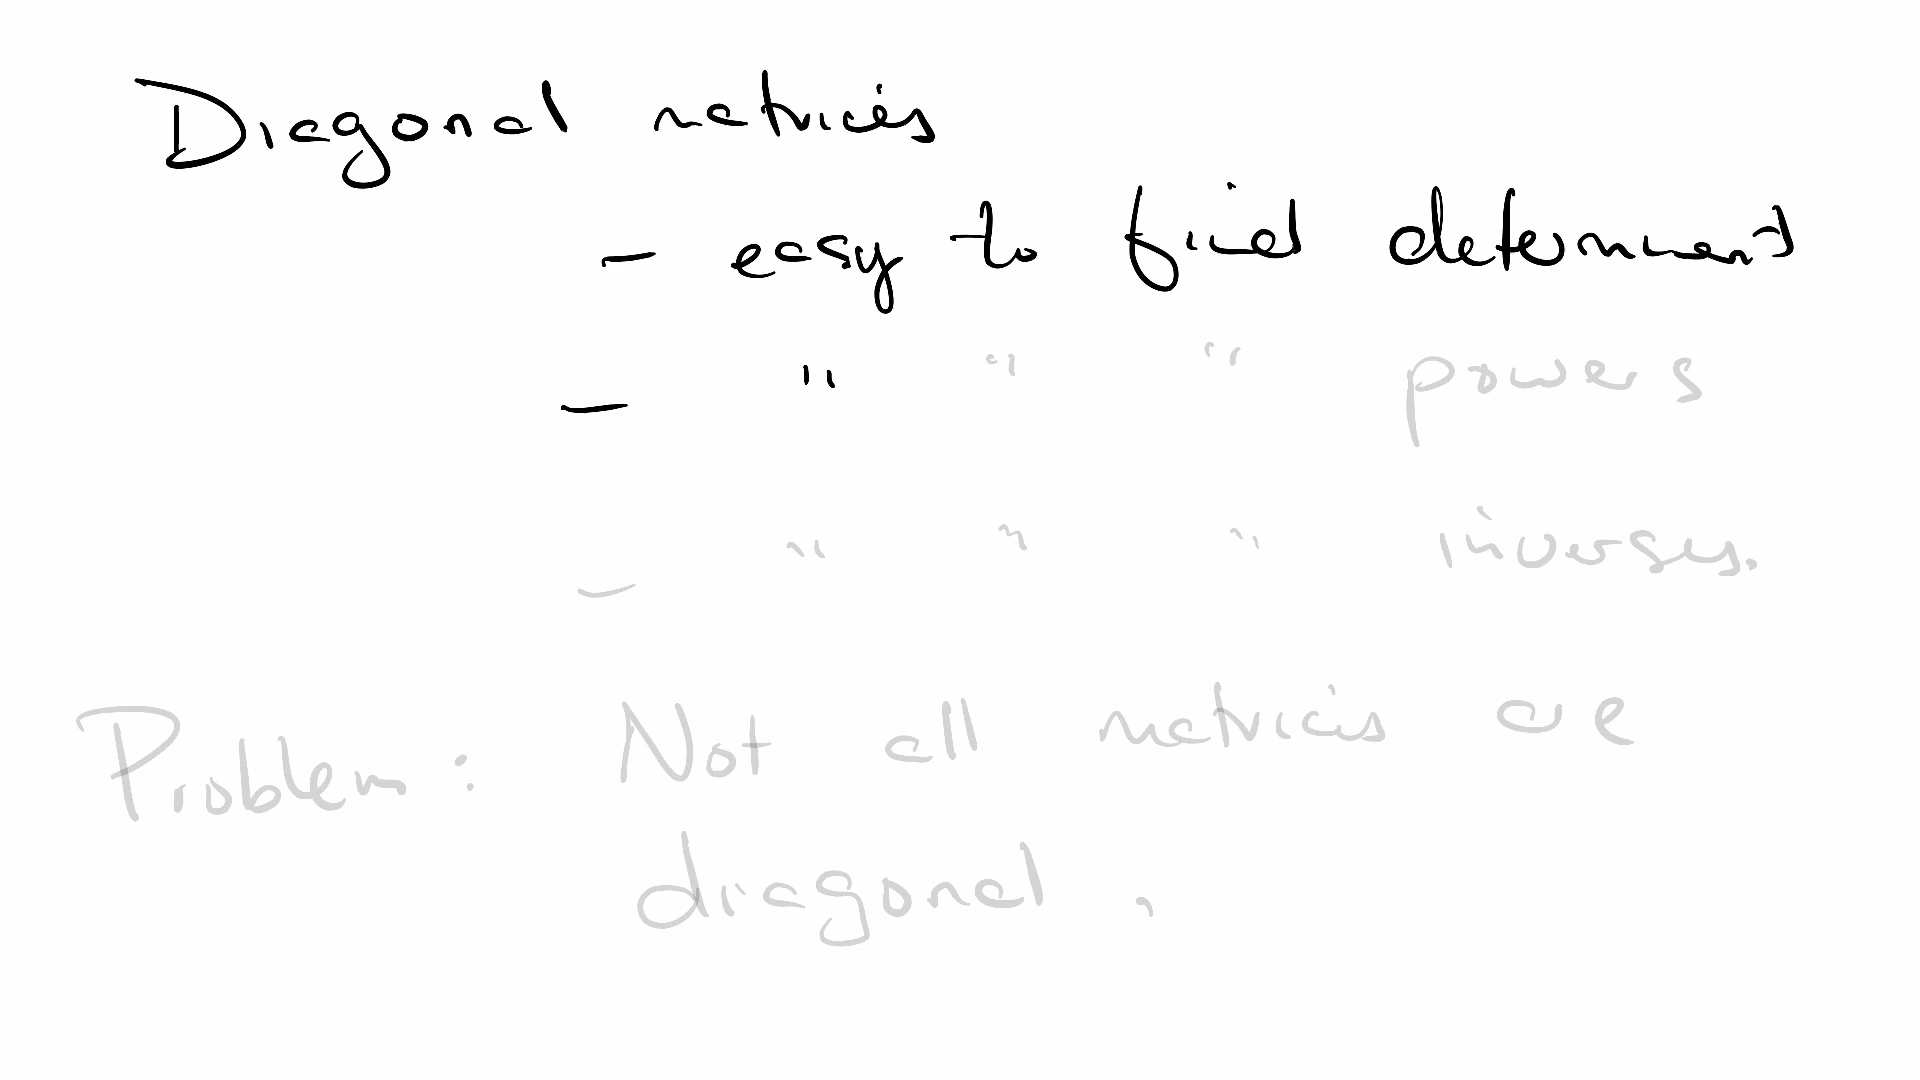 Diagonal matrices
- easy to find determinant
- " " " powers
- " " " inverses.
Problem: Not all matrices are
diagonal.